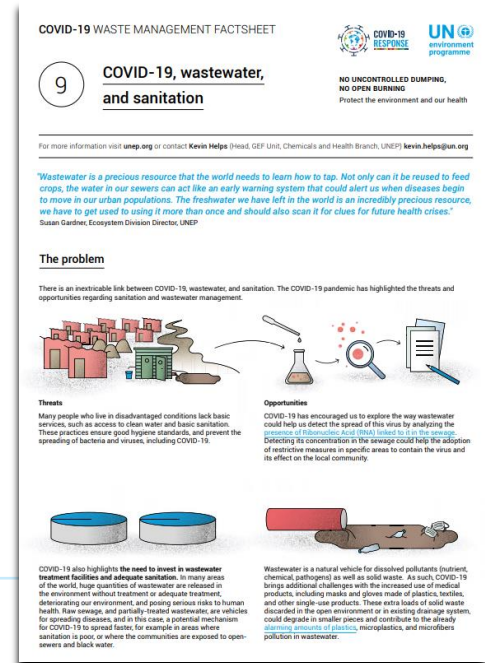 COVID-19 WASTE MANAGEMENT FACTSHEET
COVID-19
RESPONSE
UN
environment
programme
9
COVID-19, wastewater,
and sanitation
NO UNCONTROLLED DUMPING,
NO OPEN BURNING
Protect the environment and our health
For more information visit unep.org or contact Kevin Helps (Head, GEF Unit, Chemicals and Health Branch, UNEP) kevin.helps@un.org
"Wastewater is a precious resource that the world needs to learn how to tap. Not only can it be reused to feed
crops, the water in our sewers can act like an early warning system that could alert us when diseases begin
to move in our urban populations. The freshwater we have left in the world is an incredibly precious resource,
we have to get used to using it more than once and should also scan it for clues for future health crises."
Susan Gardner, Ecosystem Division Director, UNEP
The problem
There is an inextricable link between COVID-19, wastewater, and sanitation. The COVID-19 pandemic has highlighted the threats and
opportunities regarding sanitation and wastewater management.
Threats
Many people who live in disadvantaged conditions lack basic
services, such as access to clean water and basic sanitation.
These practices ensure good hygiene standards, and prevent the
spreading of bacteria and viruses, including COVID-19.
Opportunities
COVID-19 has encouraged us to explore the way wastewater
could help us detect the spread of this virus by analyzing the
presence of Ribonucleic Acid (RNA) linked to it in the sewage.
Detecting its concentration in the sewage could help the adoption
of restrictive measures in specific areas to contain the virus and
its effect on the local community.
COVID-19 also highlights the need to invest in wastewater
treatment facilities and adequate sanitation. In many areas
of the world, huge quantities of wastewater are released in
the environment without treatment or adequate treatment,
deteriorating our environment, and posing serious risks to human
health. Raw sewage, and partially-treated wastewater, are vehicles
for spreading diseases, and in this case, a potential mechanism
for COVID-19 to spread faster, for example in areas where
sanitation is poor, or where the communities are exposed to open-
sewers and black water.
Wastewater is a natural vehicle for dissolved pollutants (nutrient,
chemical, pathogens) as well as solid waste. As such, COVID-19
brings additional challenges with the increased use of medical
products, including masks and gloves made of plastics, textiles,
and other single-use products. These extra loads of solid waste
discarded in the open environment or in existing drainage system,
could degrade in smaller pieces and contribute to the already
alarming amounts of plastics, microplastics, and microfibers
pollution in wastewater.